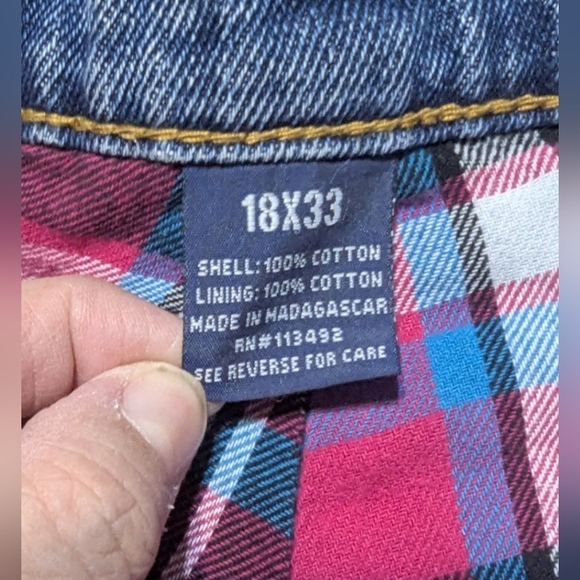 18X33
SHELL: 100% COTTON
LINING: 100% COTTON
MADE IN MADAGASCAR
RN#113492
SEE REVERSE FOR CARE